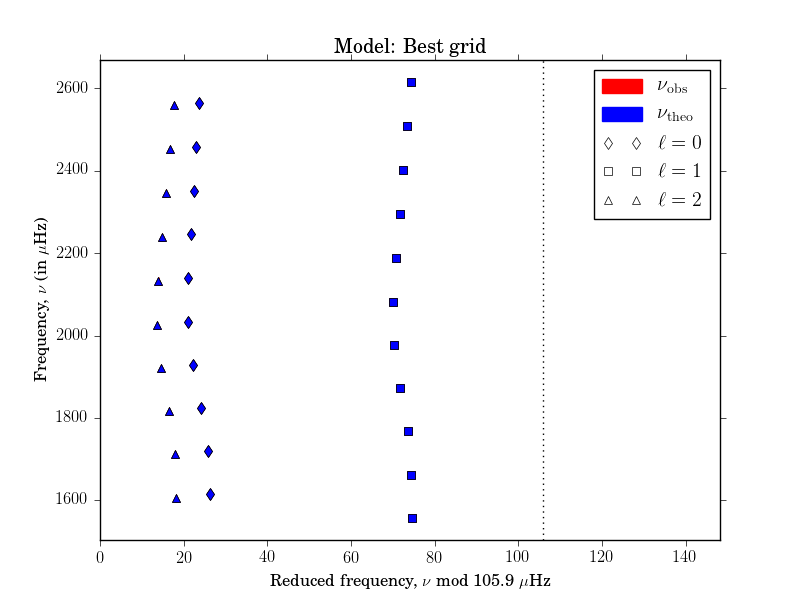 Model: Best grid
2600
2400
2200
2000
1800
1600
Frequency, ν (in μHz)
0 20 40 60 80 100 120 140
Reduced frequency, ν mod 105.9 μHz
ν_obs
ν_theo
ℓ = 0
ℓ = 1
ℓ = 2